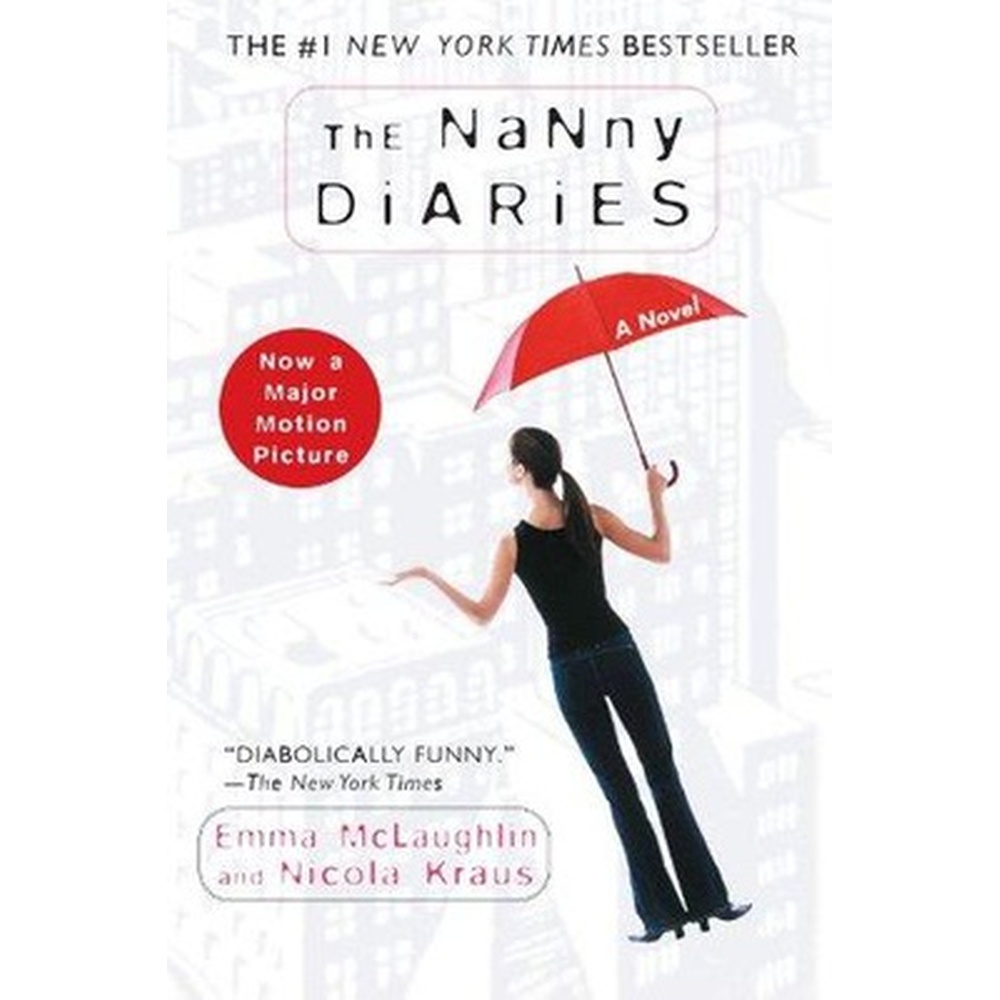 THE #1 NEW YORK TIMES BESTSELLER
ThE NaNny
DiARiES
A Novel
Now a
Major
Motion
Picture
“DIABOLICALLY FUNNY.”
—The New York Times
Emma McLaughlin
and Nicola Kraus